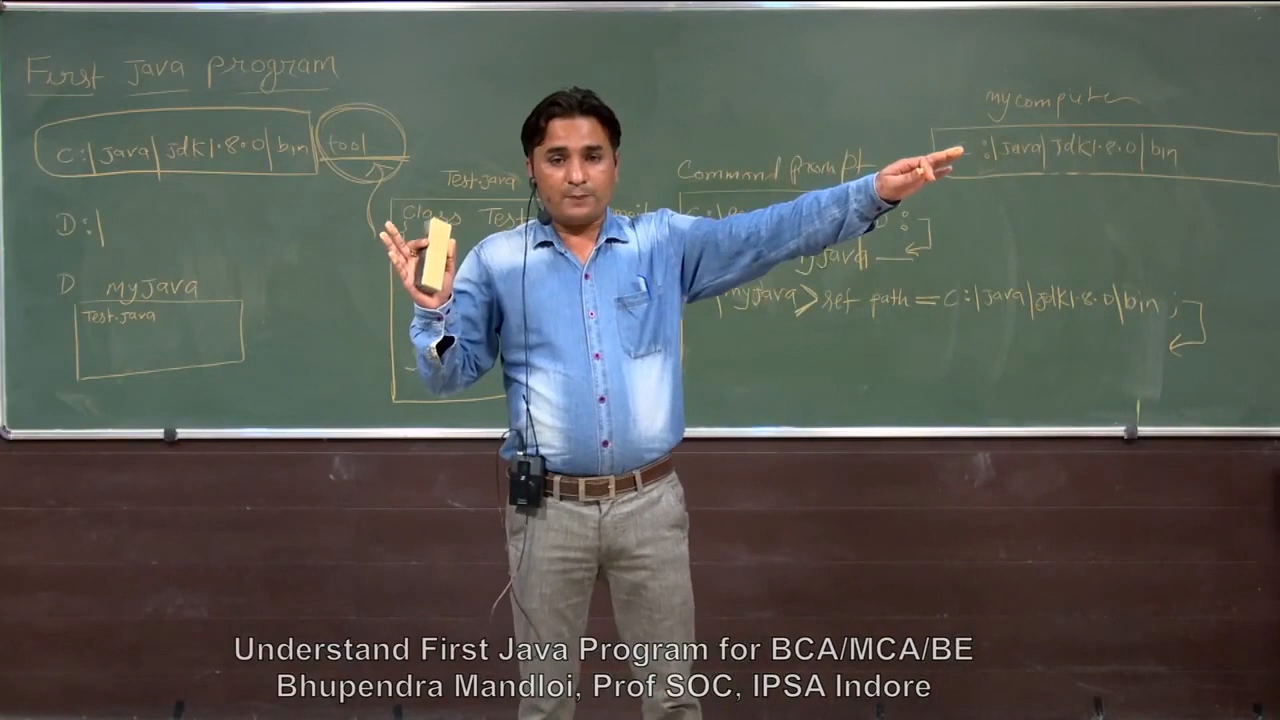 First Java program
C:| Java| Jdk1.8.0| bin| tool
D:|
D myJava
Test.java
Test.java
Class Test
Command prompt
my computer
:| Java| Jdk1.8.0| bin
|myJava> set path = C:| Java| Jdk1.8.0| bin ;
Understand First Java Program for BCA/MCA/BE
Bhupendra Mandloi, Prof SOC, IPSA Indore